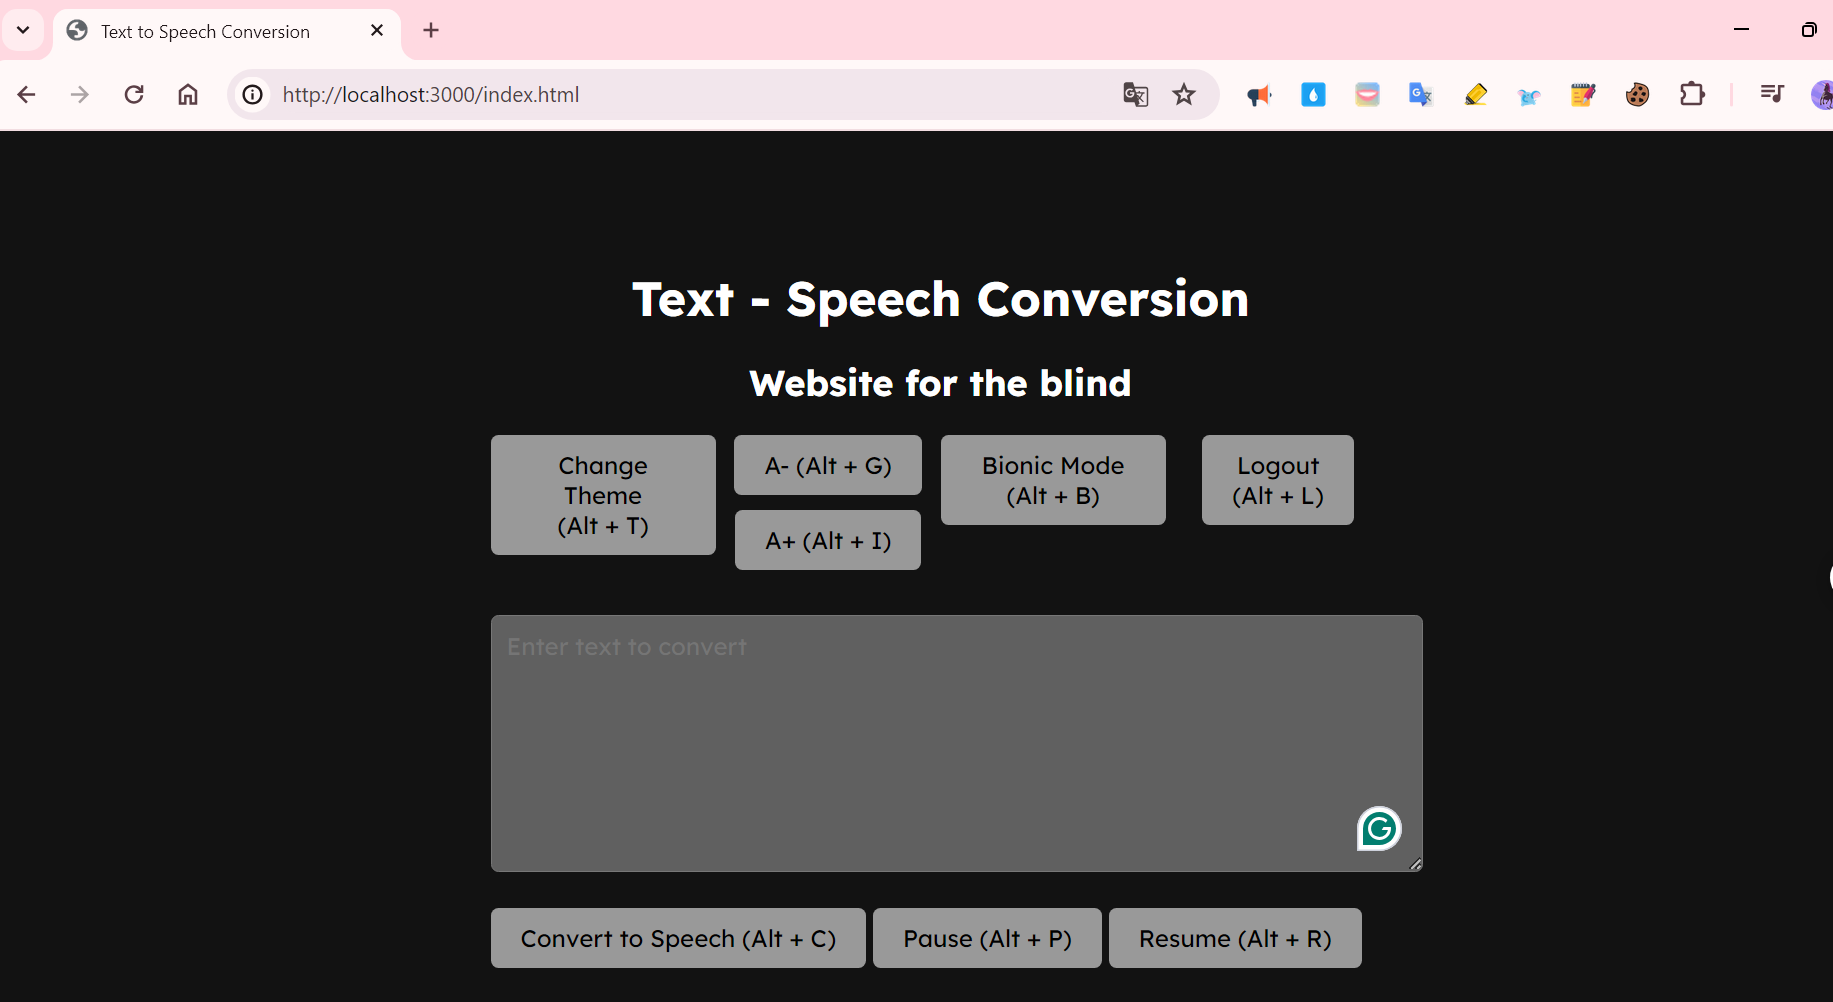 Text to Speech Conversion
http://localhost:3000/index.html
Text - Speech Conversion
Website for the blind
Change
Theme
(Alt + T)
A- (Alt + G)
A+ (Alt + I)
Bionic Mode
(Alt + B)
Logout
(Alt + L)
Enter text to convert
Convert to Speech (Alt + C)
Pause (Alt + P)
Resume (Alt + R)